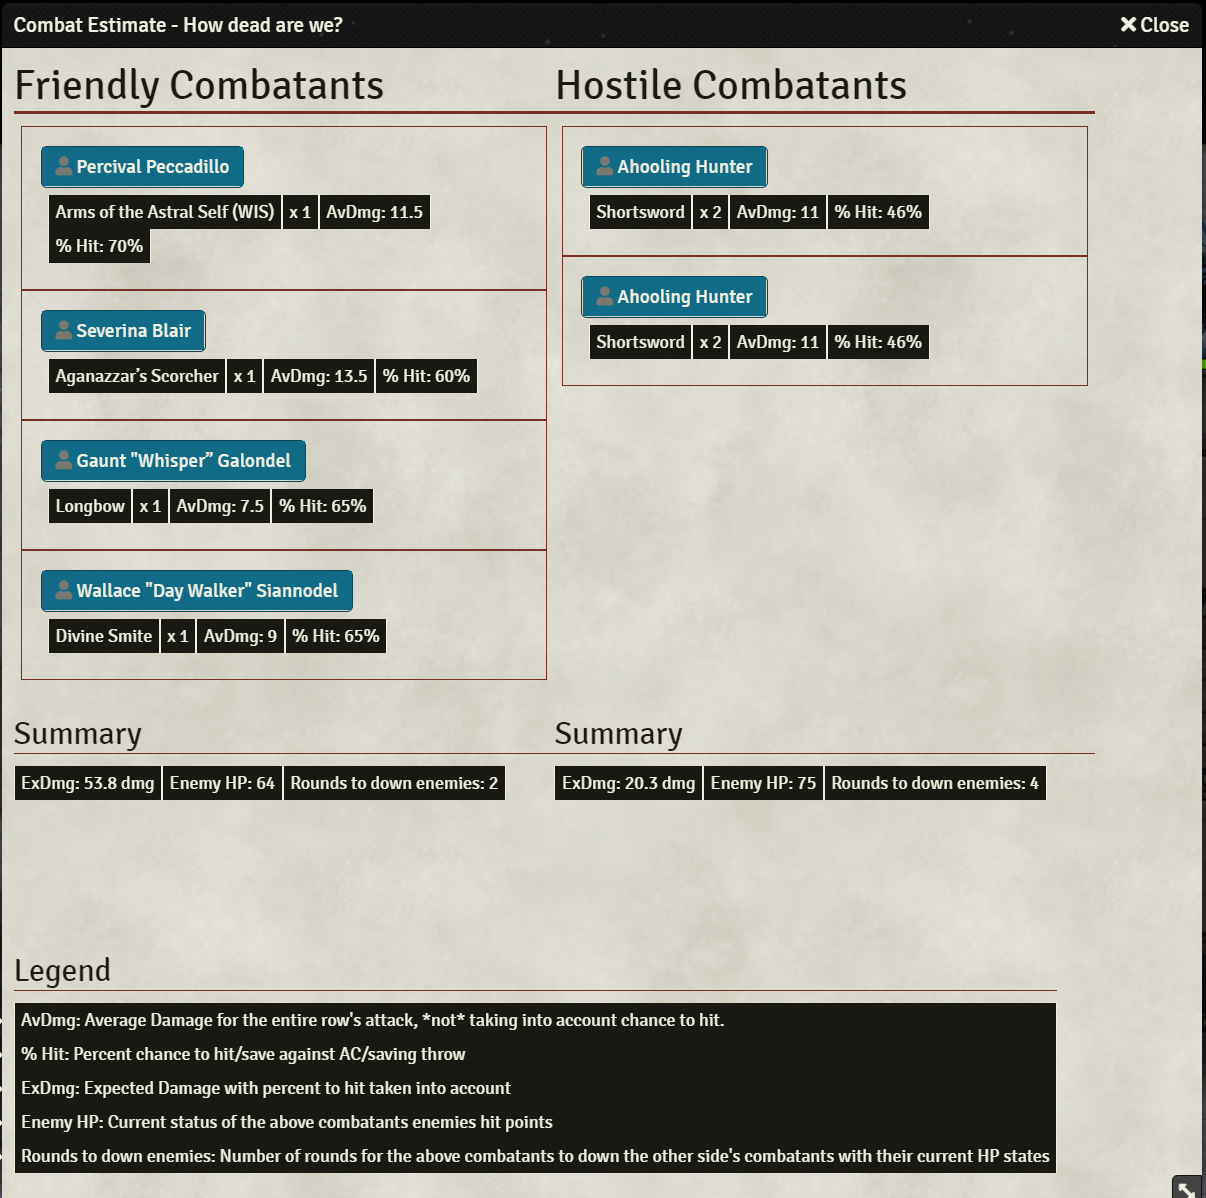 Combat Estimate - How dead are we?
Close
Friendly Combatants
Percival Peccadillo
Arms of the Astral Self (WIS) x 1 AvDmg: 11.5
% Hit: 70%
Severina Blair
Aganazzar’s Scorcher x 1 AvDmg: 13.5 % Hit: 60%
Gaunt "Whisper” Galondel
Longbow x 1 AvDmg: 7.5 % Hit: 65%
Wallace "Day Walker" Siannodel
Divine Smite x 1 AvDmg: 9 % Hit: 65%
Hostile Combatants
Ahooling Hunter
Shortsword x 2 AvDmg: 11 % Hit: 46%
Ahooling Hunter
Shortsword x 2 AvDmg: 11 % Hit: 46%
Summary
ExDmg: 53.8 dmg Enemy HP: 64 Rounds to down enemies: 2
Summary
ExDmg: 20.3 dmg Enemy HP: 75 Rounds to down enemies: 4
Legend
AvDmg: Average Damage for the entire row's attack, *not* taking into account chance to hit.
% Hit: Percent chance to hit/save against AC/saving throw
ExDmg: Expected Damage with percent to hit taken into account
Enemy HP: Current status of the above combatants enemies hit points
Rounds to down enemies: Number of rounds for the above combatants to down the other side's combatants with their current HP states